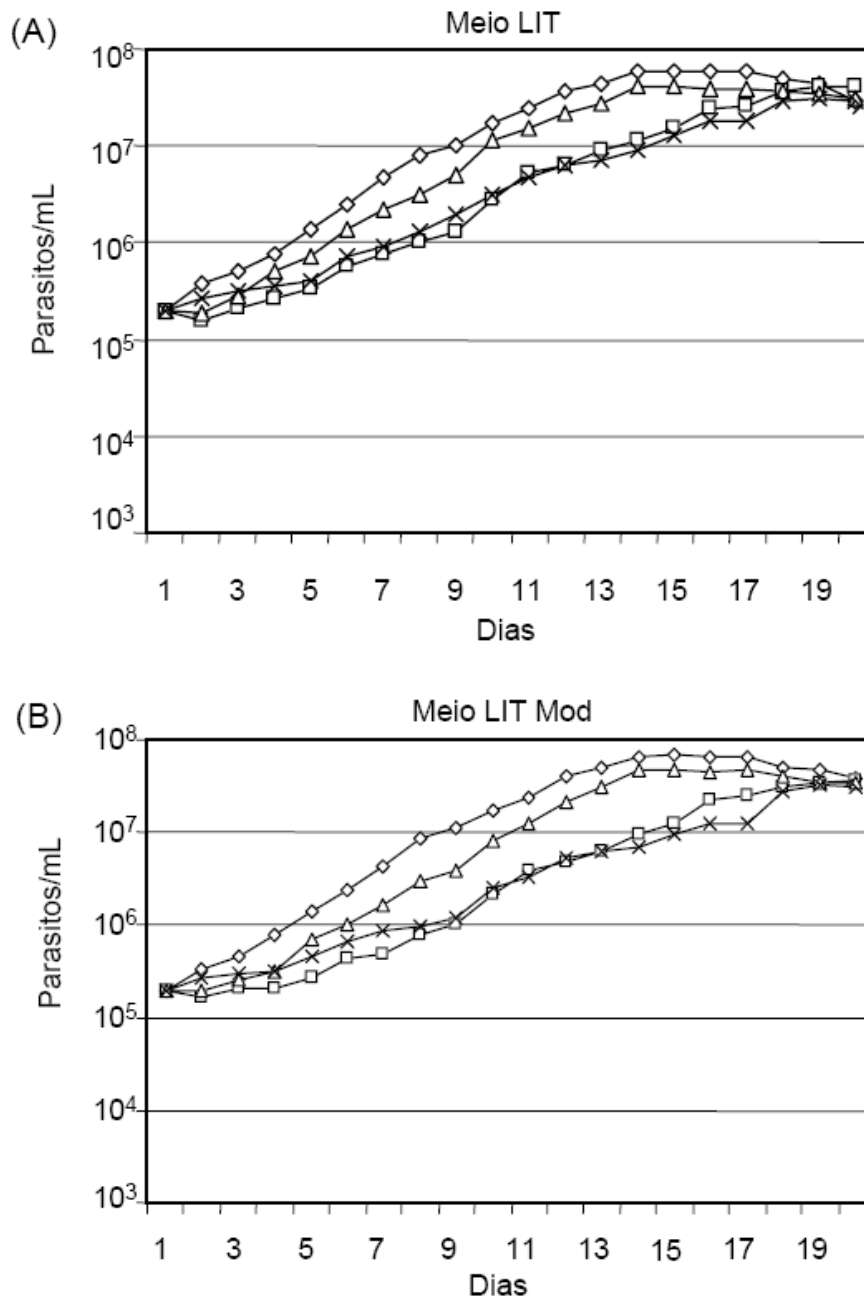 (A)
Meio LIT
Parasitos/mL
10⁸
10⁷
10⁶
10⁵
10⁴
10³
1 3 5 7 9 11 13 15 17 19
Dias
(B)
Meio LIT Mod
Parasitos/mL
10⁸
10⁷
10⁶
10⁵
10⁴
10³
1 3 5 7 9 11 13 15 17 19
Dias